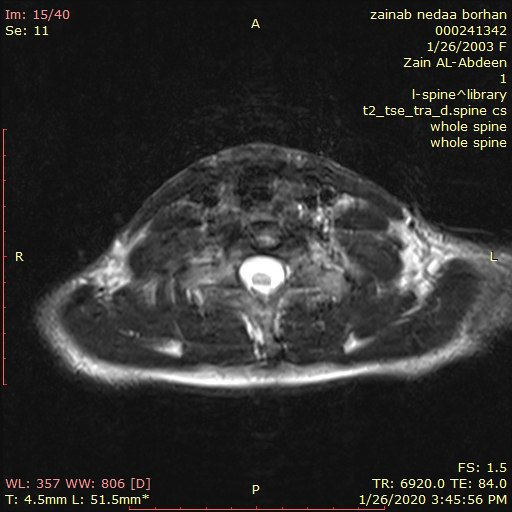 Im: 15/40
Se: 11
A
zainab nedaa borhan
000241342
1/26/2003 F
Zain AL-Abdeen
1
l-spine^library
t2_tse_tra_d.spine cs
whole spine
whole spine
R
L
WL: 357 WW: 806 [D]
T: 4.5mm L: 51.5mm*
P
FS: 1.5
TR: 6920.0 TE: 84.0
1/26/2020 3:45:56 PM